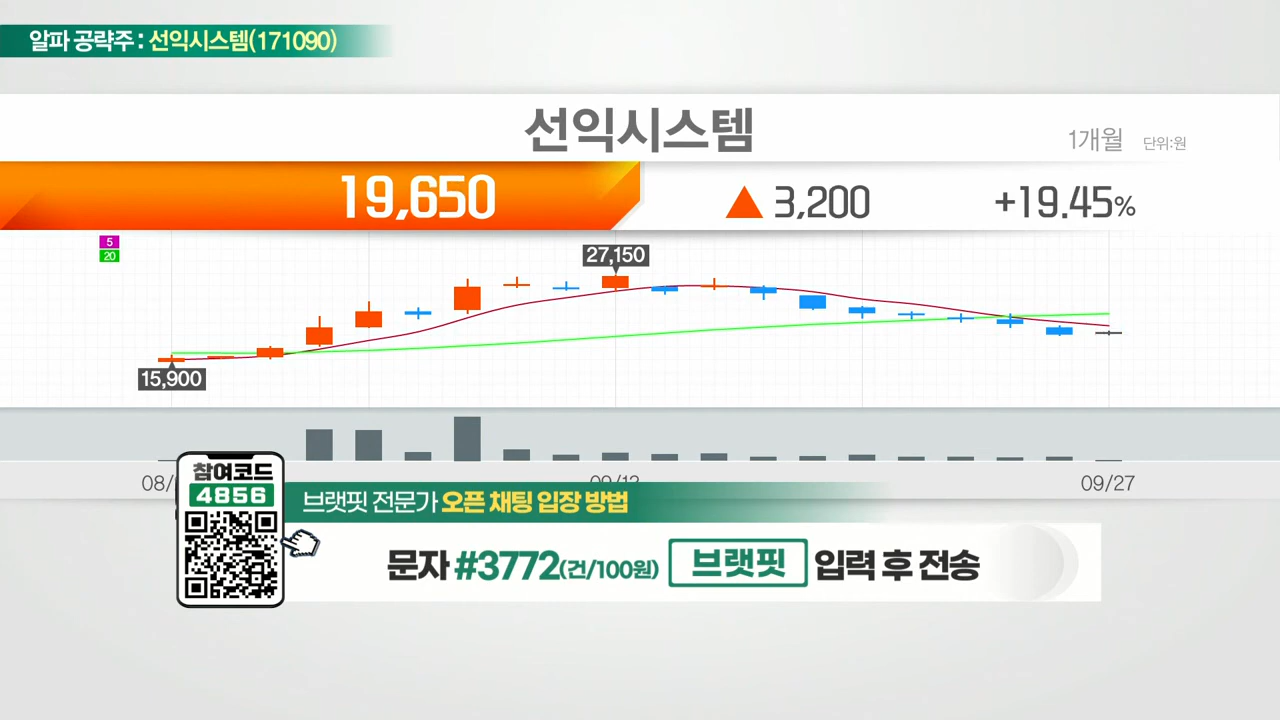 알파 공략주 : 선익시스템(171090)
선익시스템
1개월 단위:원
19,650 ▲ 3,200 +19.45%
5
20
27,150
15,900
08/
09/27
참여코드
4856
브랫핏 전문가 오픈 채팅 입장 방법
문자 #3772(건/100원) 브랫핏 입력 후 전송